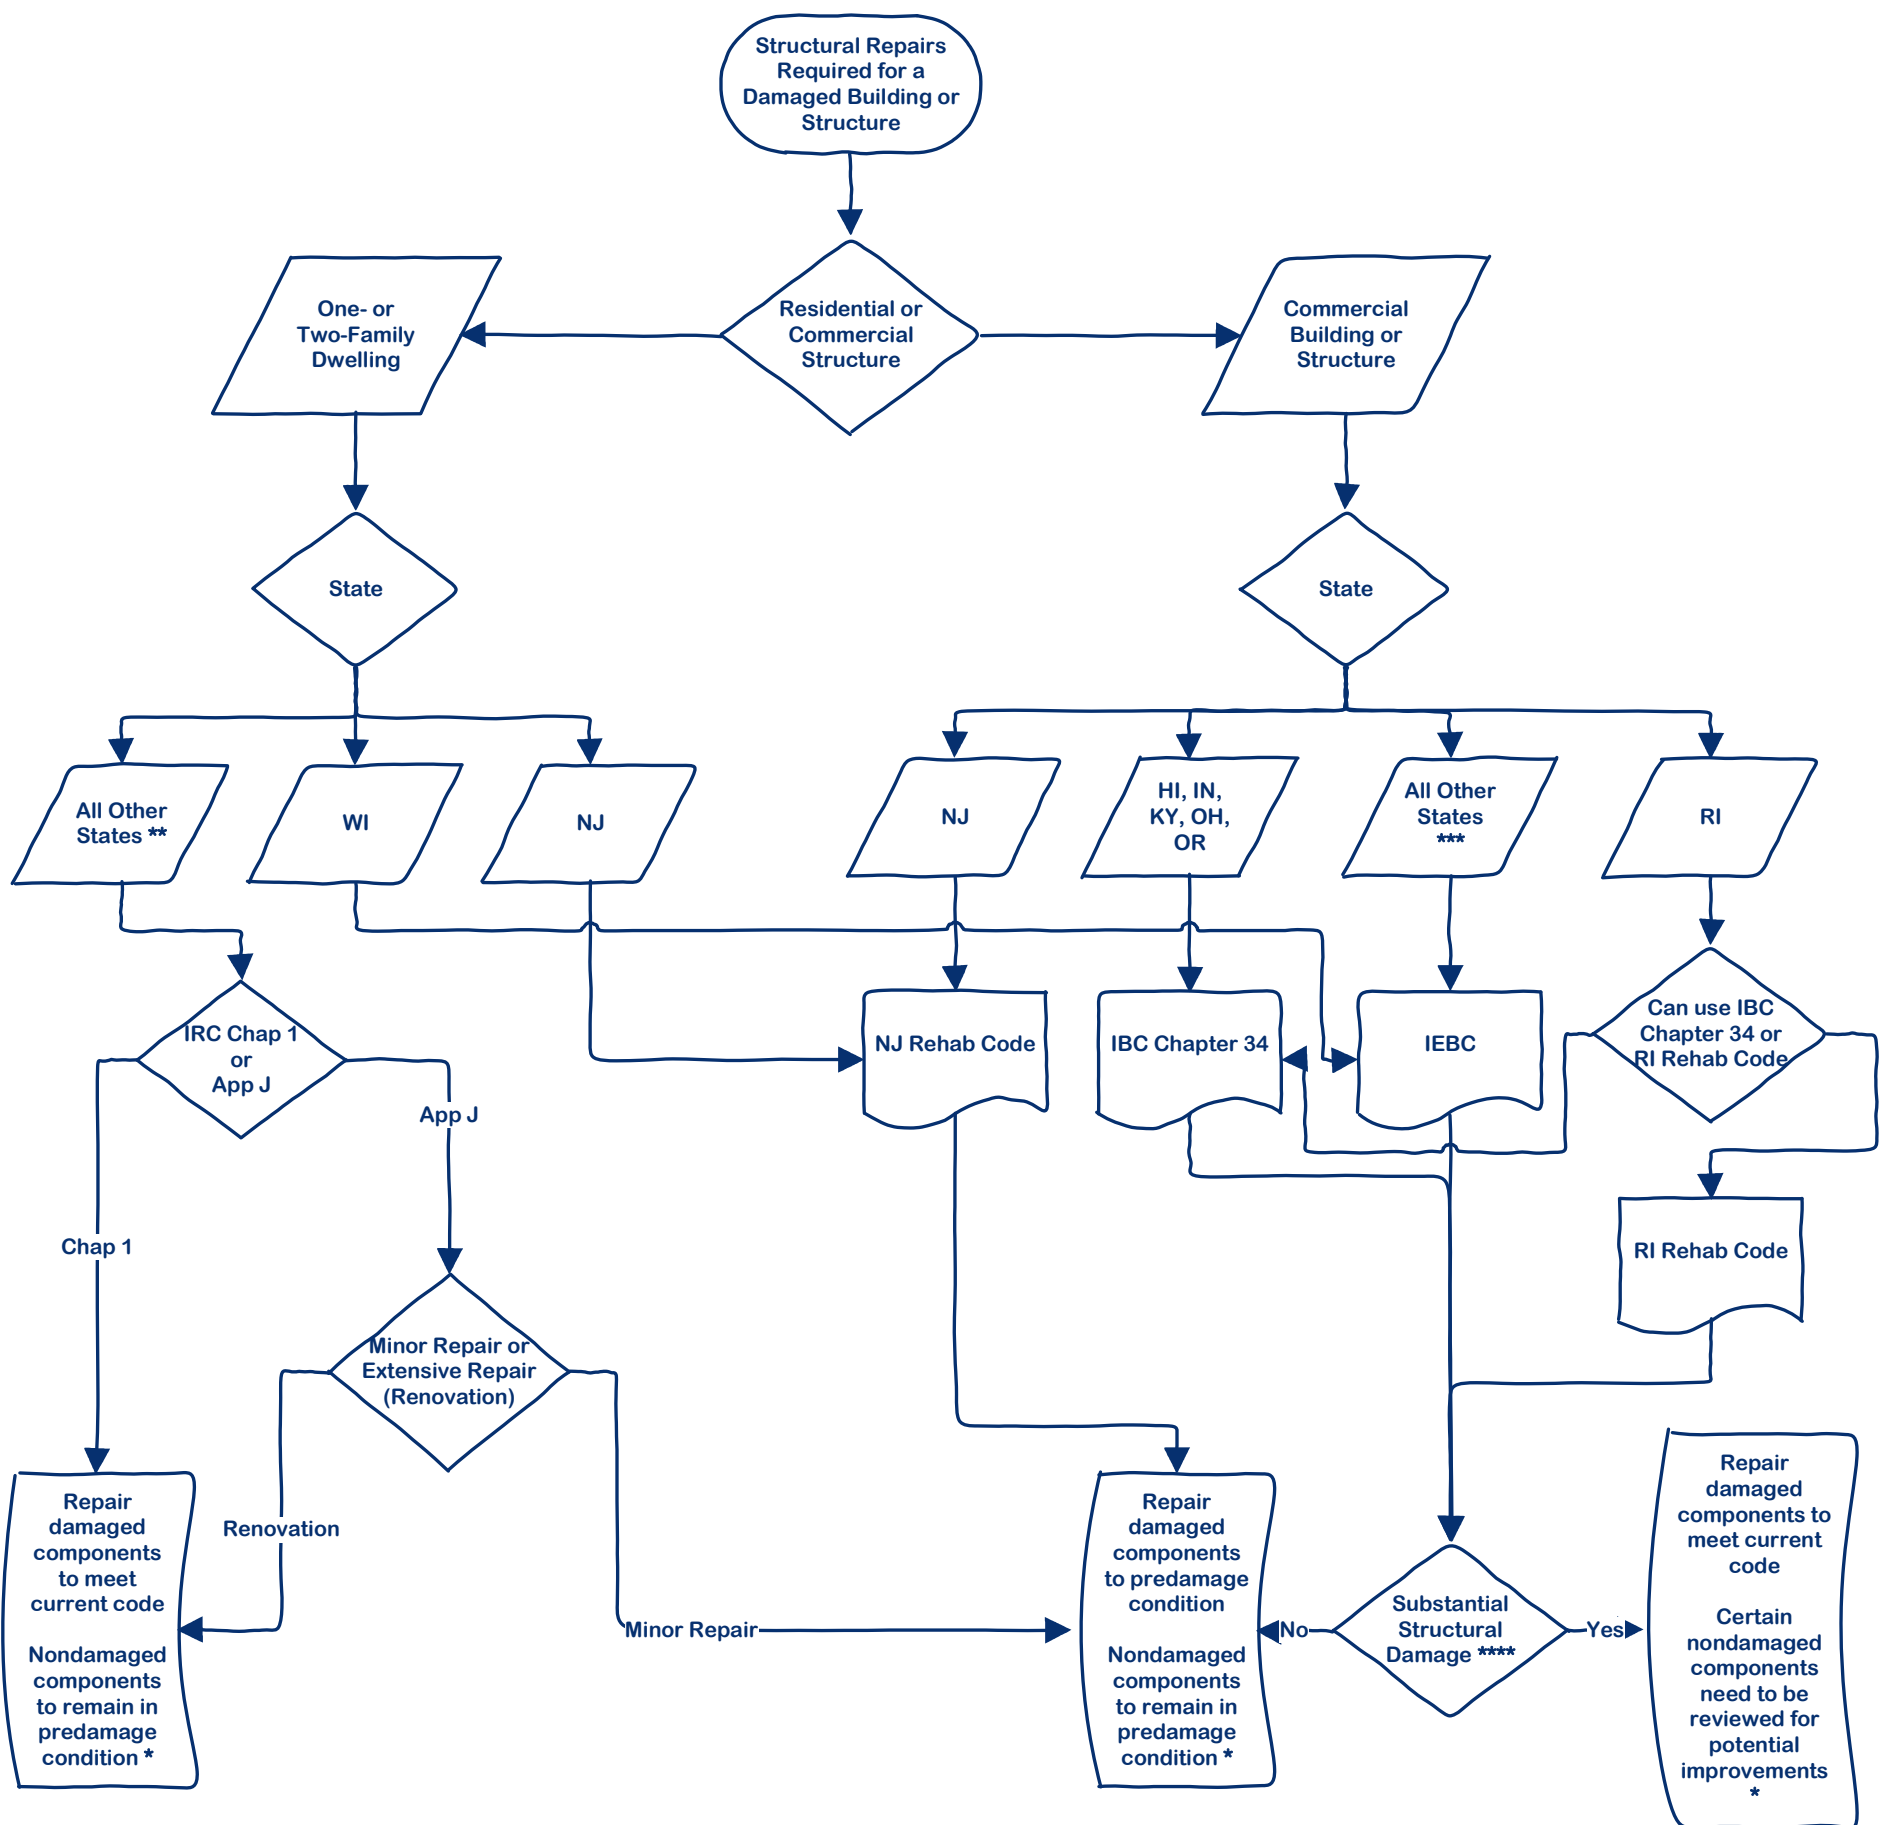 Structural Repairs
Required for a
Damaged Building or
Structure
One- or
Two-Family
Dwelling
Residential or
Commercial
Structure
Commercial
Building or
Structure
State
State
All Other
States **
WI
NJ
NJ
HI, IN,
KY, OH,
OR
All Other
States
***
RI
IRC Chap 1
or
App J
NJ Rehab Code
IBC Chapter 34
IEBC
Can use IBC
Chapter 34 or
RI Rehab Code
App J
Chap 1
RI Rehab Code
Minor Repair or
Extensive Repair
(Renovation)
Repair
damaged
components
to meet
current code
Nondamaged
components
to remain in
predamage
condition *
Renovation
Minor Repair
Repair
damaged
components
to predamage
condition
Nondamaged
components
to remain in
predamage
condition *
No
Substantial
Structural
Damage ****
Yes
Repair
damaged
components to
meet current
code
Certain
nondamaged
components
need to be
reviewed for
potential
improvements
*